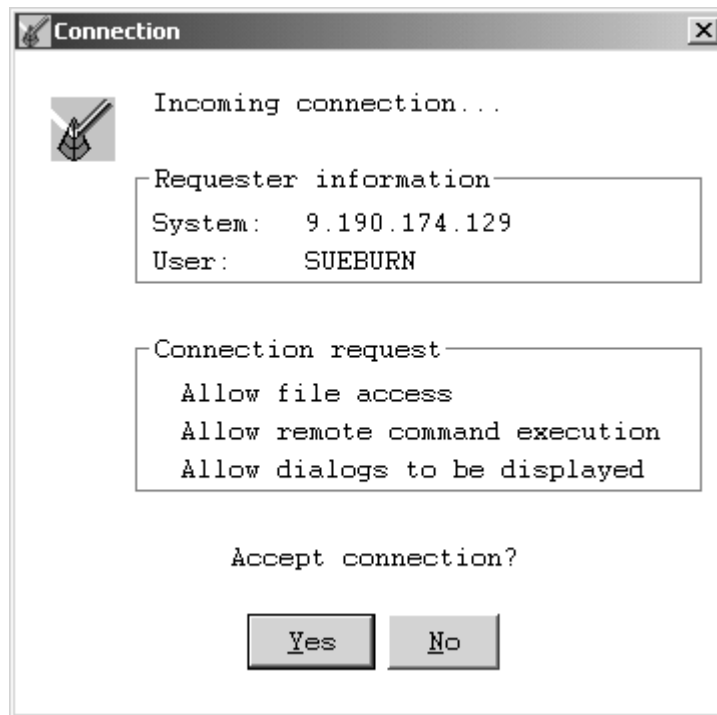 Connection
Incoming connection...
Requester information
System: 9.190.174.129
User: SUEBURN
Connection request
Allow file access
Allow remote command execution
Allow dialogs to be displayed
Accept connection?
Yes No